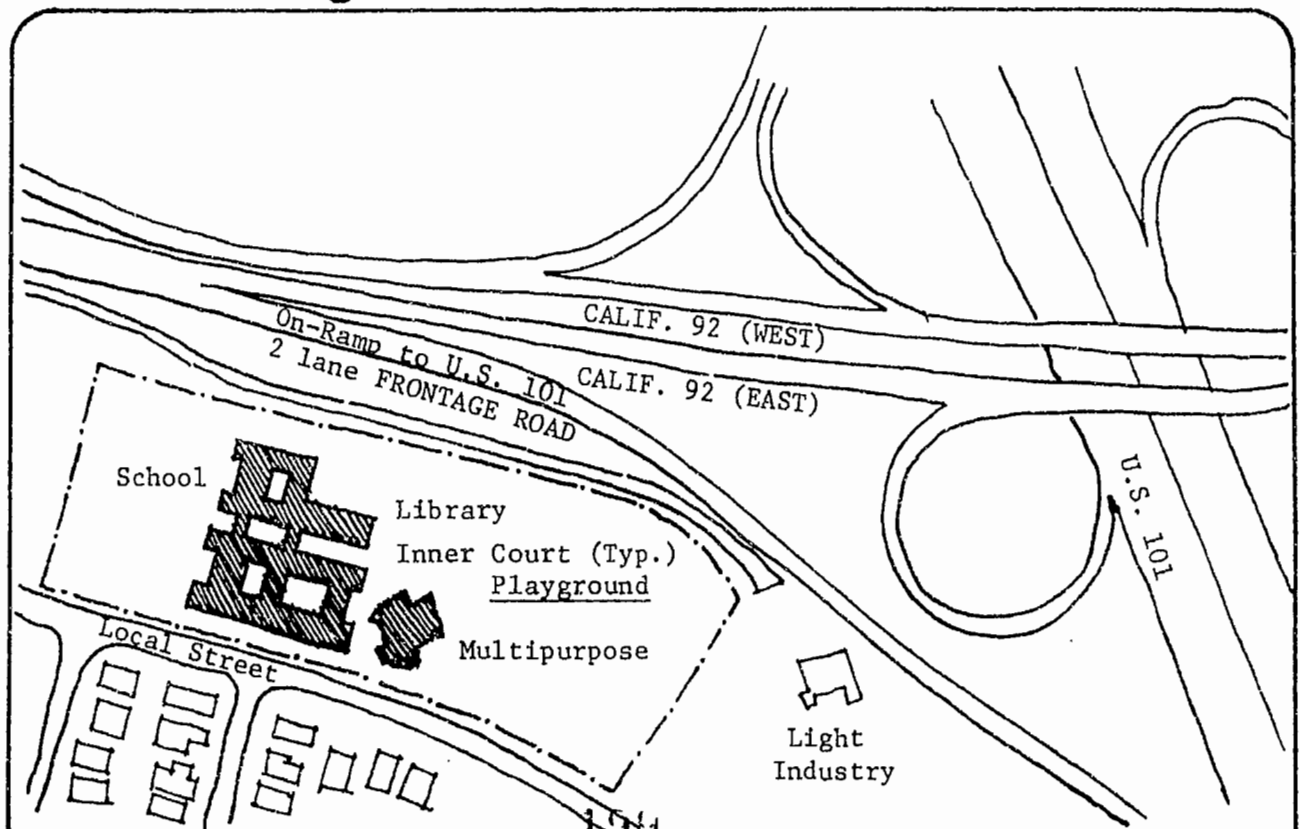 CALIF. 92 (WEST)
On-Ramp to U.S. 101
CALIF. 92 (EAST)
2 lane FRONTAGE ROAD
U.S. 101
School
Library
Inner Court (Typ.)
Playground
Multipurpose
Local Street
Light
Industry